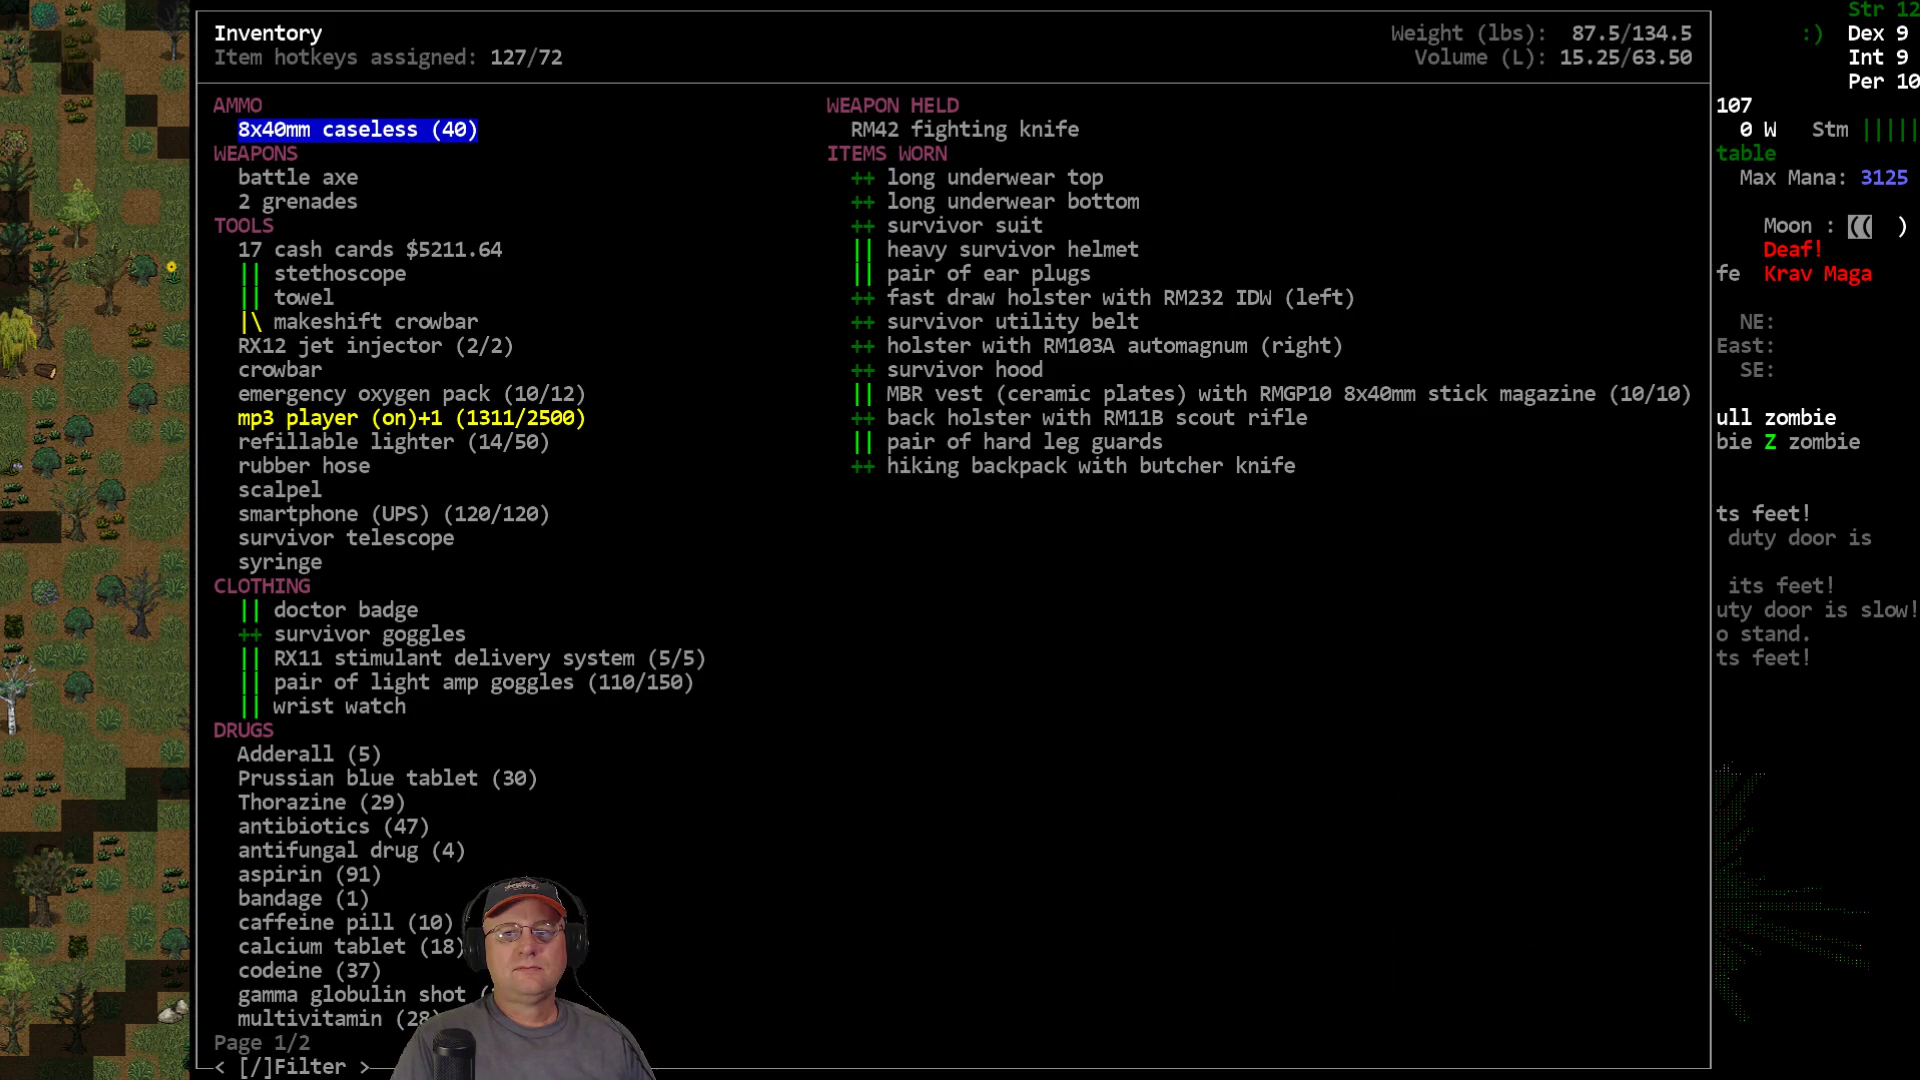 Inventory
Item hotkeys assigned: 127/72
Weight (lbs): 87.5/134.5
Volume (L): 15.25/63.50
AMMO
8x40mm caseless (40)
WEAPONS
battle axe
2 grenades
TOOLS
17 cash cards $5211.64
|| stethoscope
|| towel
|\ makeshift crowbar
RX12 jet injector (2/2)
crowbar
emergency oxygen pack (10/12)
mp3 player (on)+1 (1311/2500)
refillable lighter (14/50)
rubber hose
scalpel
smartphone (UPS) (120/120)
survivor telescope
syringe
CLOTHING
|| doctor badge
++ survivor goggles
|| RX11 stimulant delivery system (5/5)
|| pair of light amp goggles (110/150)
|| wrist watch
DRUGS
Adderall (5)
Prussian blue tablet (30)
Thorazine (29)
antibiotics (47)
antifungal drug (4)
aspirin (91)
bandage (1)
caffeine pill (10)
calcium tablet (18)
codeine (37)
gamma globulin shot (
multivitamin (28
Page 1/2
< [/]Filter >
WEAPON HELD
RM42 fighting knife
ITEMS WORN
++ long underwear top
++ long underwear bottom
++ survivor suit
|| heavy survivor helmet
|| pair of ear plugs
++ fast draw holster with RM232 IDW (left)
++ survivor utility belt
++ holster with RM103A automagnum (right)
++ survivor hood
|| MBR vest (ceramic plates) with RMGP10 8x40mm stick magazine (10/10)
++ back holster with RM11B scout rifle
|| pair of hard leg guards
++ hiking backpack with butcher knife
Str 12
:) Dex 9
Int 9
Per 10
107
0 W Stm |||||
table
Max Mana: 3125
Moon : (( )
Deaf!
fe Krav Maga
NE:
East:
SE:
ull zombie
bie Z zombie
ts feet!
duty door is
its feet!
uty door is slow!
o stand.
ts feet!